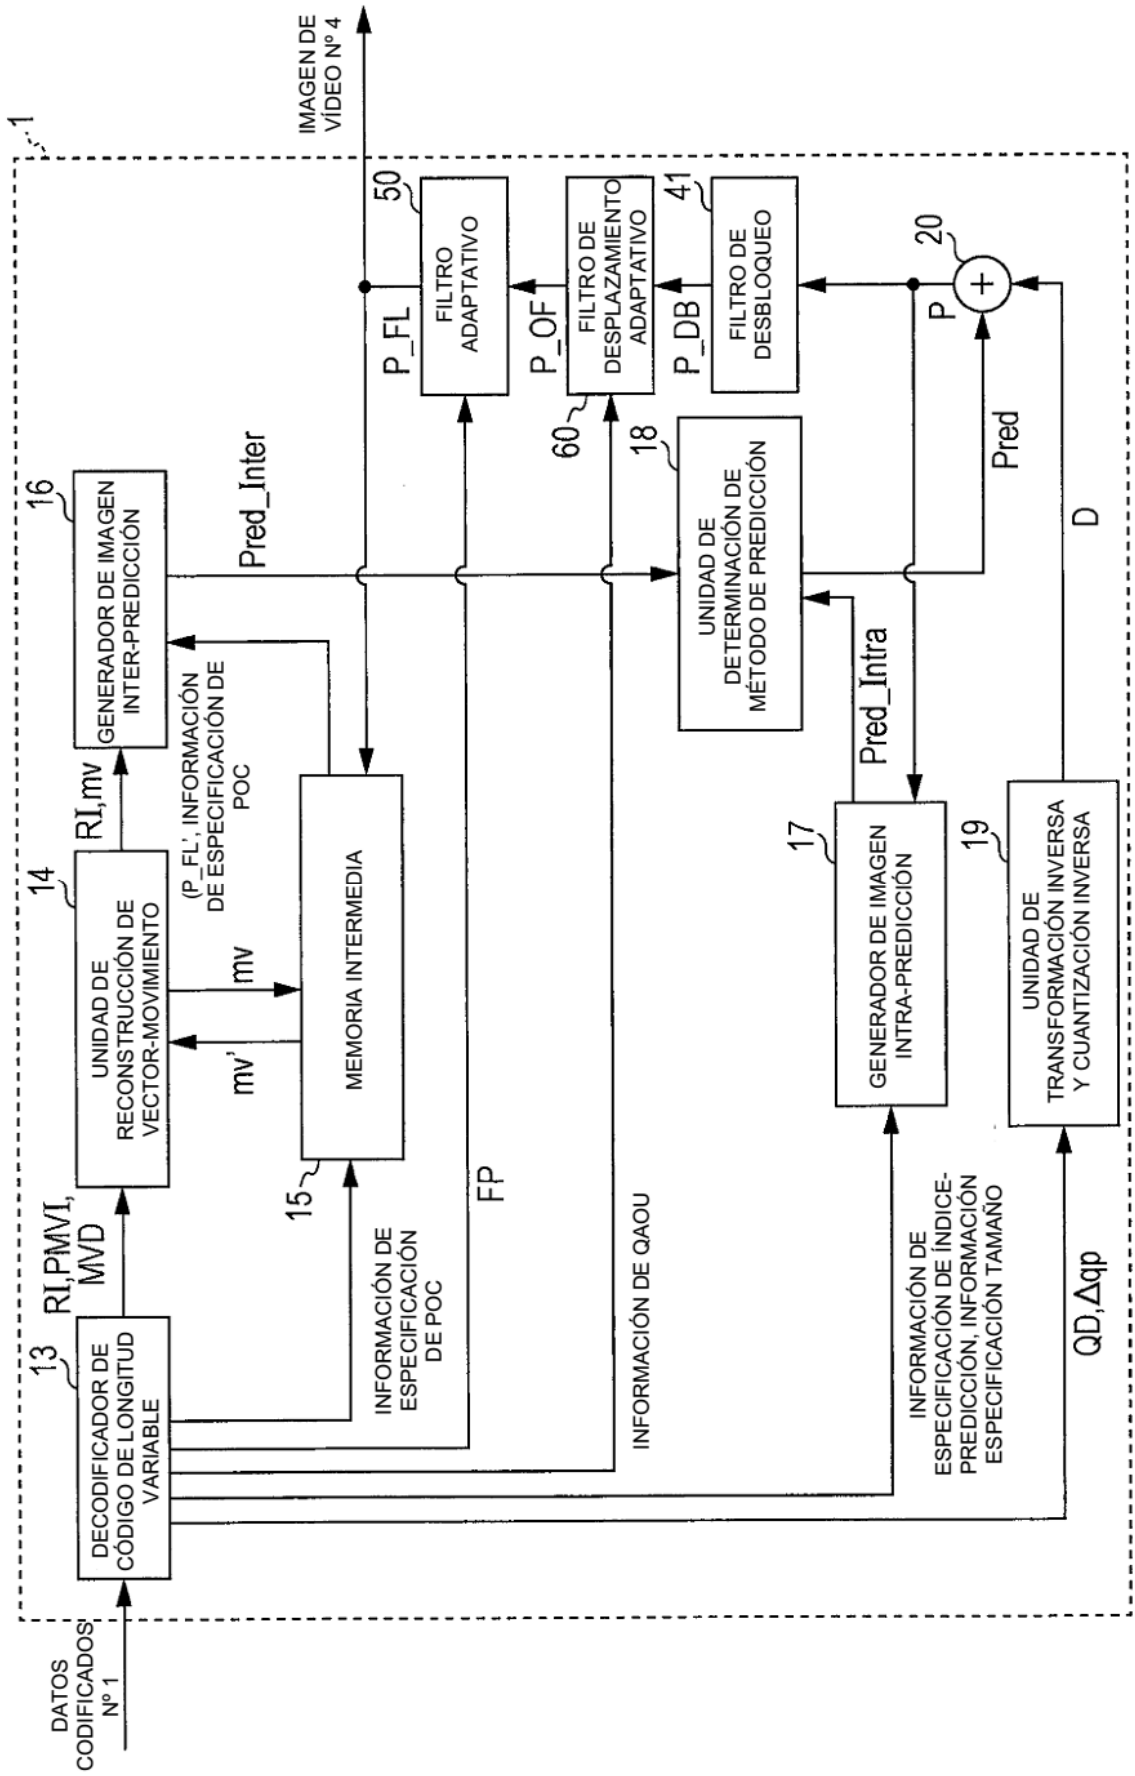 1
DATOS
CODIFICADOS
Nº 1
13
DECODIFICADOR DE
CÓDIGO DE LONGITUD
VARIABLE
RI,PMVI,
MVD
14
UNIDAD DE
RECONSTRUCCIÓN DE
VECTOR-MOVIMIENTO
RI,mv
16
GENERADOR DE IMAGEN
INTER-PREDICCIÓN
mv'
mv
(P_FL', INFORMACIÓN
DE ESPECIFICACIÓN DE
POC
Pred_Inter
15
MEMORIA INTERMEDIA
INFORMACIÓN DE
ESPECIFICACIÓN
DE POC
IMAGEN DE
VÍDEO Nº 4
P_FL
50
FILTRO
ADAPTATIVO
FP
P_OF
60
FILTRO DE
DESPLAZAMIENTO
ADAPTATIVO
INFORMACIÓN DE QAOU
P_DB
41
FILTRO DE
DESBLOQUEO
18
UNIDAD DE
DETERMINACIÓN DE
MÉTODO DE PREDICCIÓN
Pred_Intra
17
GENERADOR DE IMAGEN
INTRA-PREDICCIÓN
INFORMACIÓN DE
ESPECIFICACIÓN DE ÍNDICE-
PREDICCIÓN, INFORMACIÓN
ESPECIFICACIÓN TAMAÑO
P
20
+
Pred
19
UNIDAD DE
TRANSFORMACIÓN INVERSA
Y CUANTIZACIÓN INVERSA
D
QD,Δqp